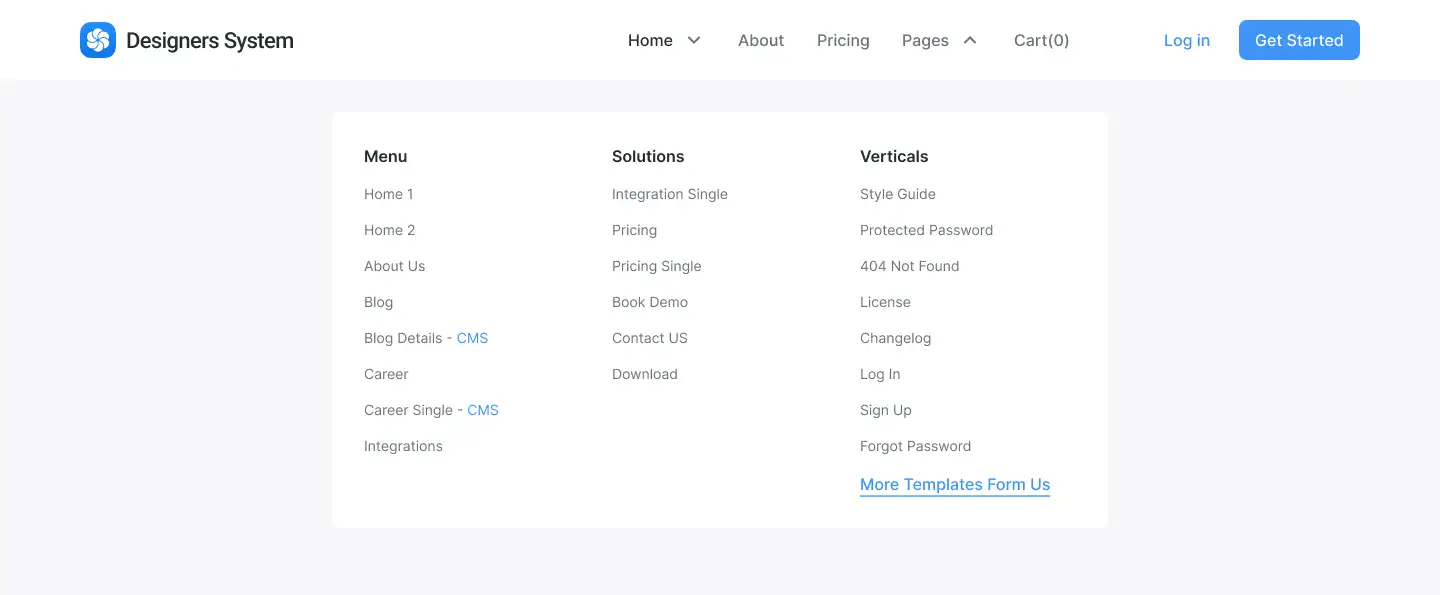 Designers System
Home
About
Pricing
Pages
Cart(0)
Log in
Get Started
Menu
Home 1
Home 2
About Us
Blog
Blog Details - CMS
Career
Career Single - CMS
Integrations
Solutions
Integration Single
Pricing
Pricing Single
Book Demo
Contact US
Download
Verticals
Style Guide
Protected Password
404 Not Found
License
Changelog
Log In
Sign Up
Forgot Password
More Templates Form Us